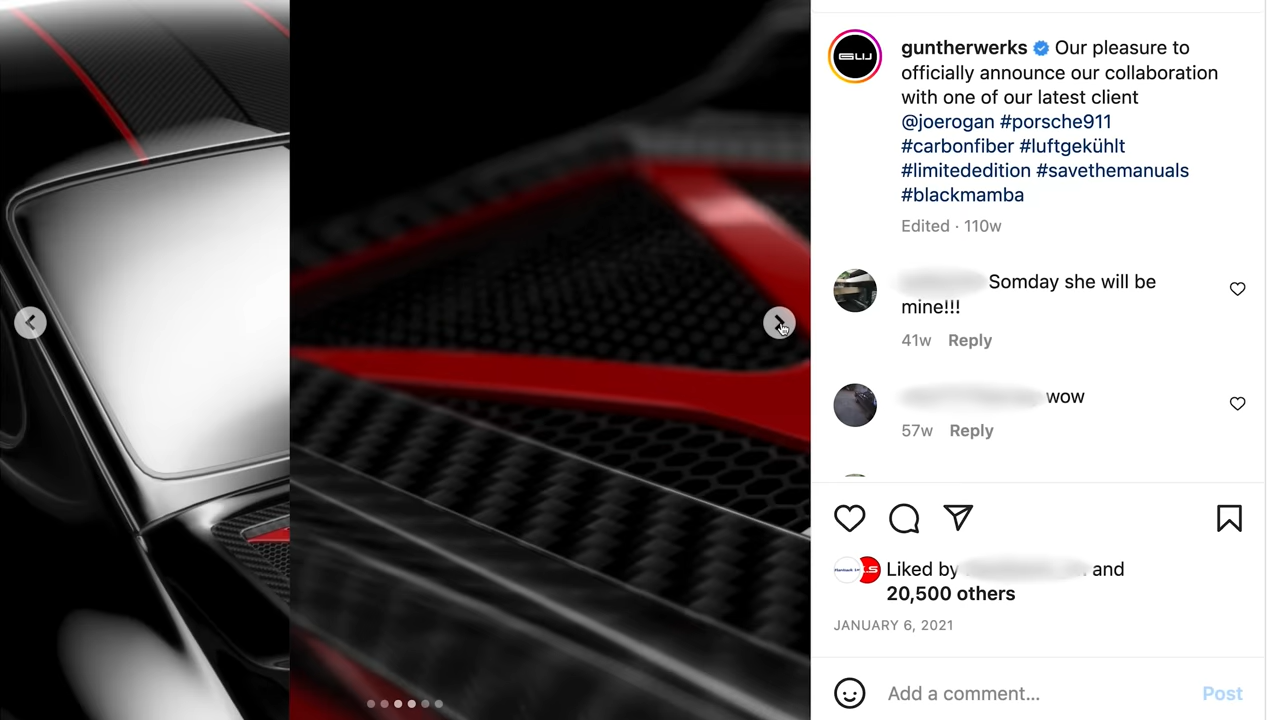 guntherwerks Our pleasure to
officially announce our collaboration
with one of our latest client
@joerogan #porsche911
#carbonfiber #luftgekühlt
#limitededition #savethemanuals
#blackmamba
Edited · 110w
Somday she will be
mine!!!
41w Reply
wow
57w Reply
Liked by and
20,500 others
JANUARY 6, 2021
Add a comment... Post